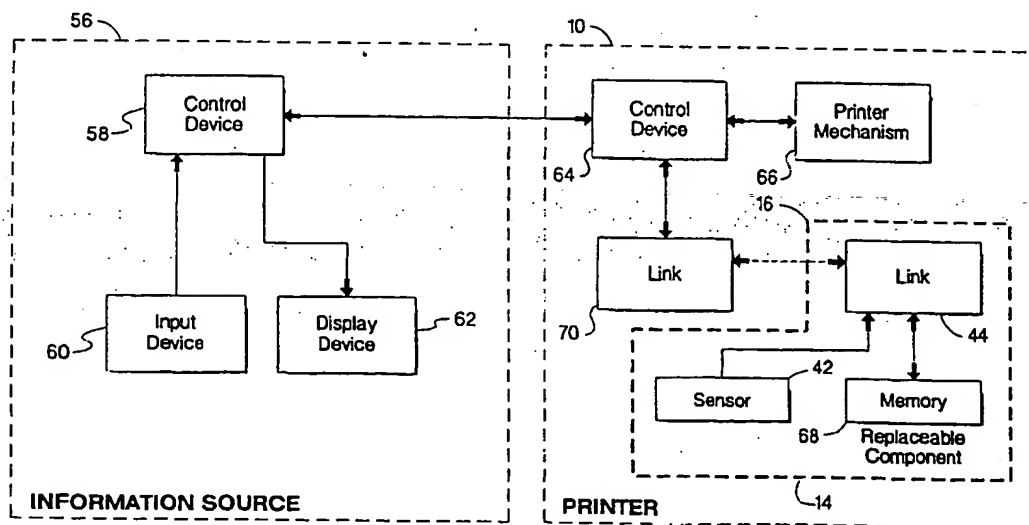 56
10
Control
Device
58
Control
Device
64
Printer
Mechanism
66
16
Link
70
Link
44
Input
Device
60
Display
Device
62
Sensor
42
Memory
68
Replaceable
Component
INFORMATION SOURCE
PRINTER
14